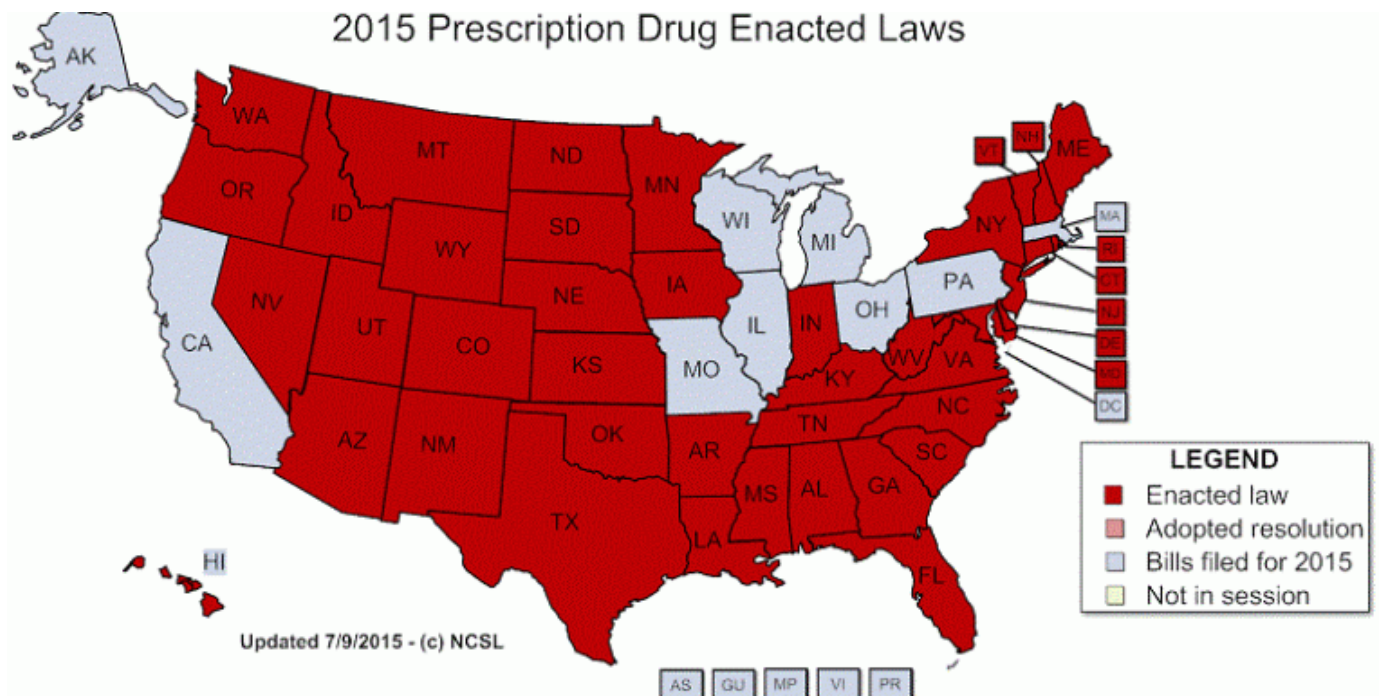 2015 Prescription Drug Enacted Laws
AK
WA
MT
ND
MN
OR
ID
WY
SD
WI
MI
NY
VT
NH
ME
MA
RI
CT
NJ
DE
MD
DC
NV
UT
CO
NE
IA
IL
IN
OH
PA
CA
KS
MO
KY
WV
VA
AZ
NM
OK
AR
TN
NC
SC
TX
LA
MS
AL
GA
FL
HI
LEGEND
Enacted law
Adopted resolution
Bills filed for 2015
Not in session
Updated 7/9/2015 - (c) NCSL
AS
GU
MP
VI
PR